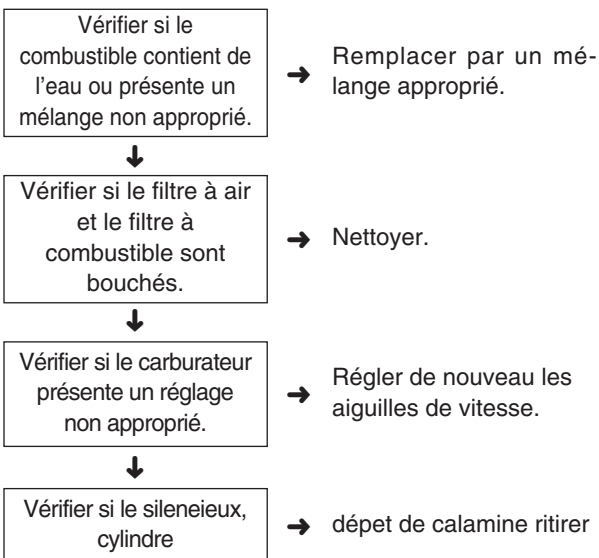 Vérifier si le
combustible contient de
l'eau ou présente un
mélange non approprié.
Remplacer par un mé-
lange approprié.
Vérifier si le filtre à air
et le filtre à
combustible sont
bouchés.
Nettoyer.
Vérifier si le carburateur
présente un réglage
non approprié.
Régler de nouveau les
aiguilles de vitesse.
Vérifier si le sileneieux,
cylindre
dépet de calamine ritirer